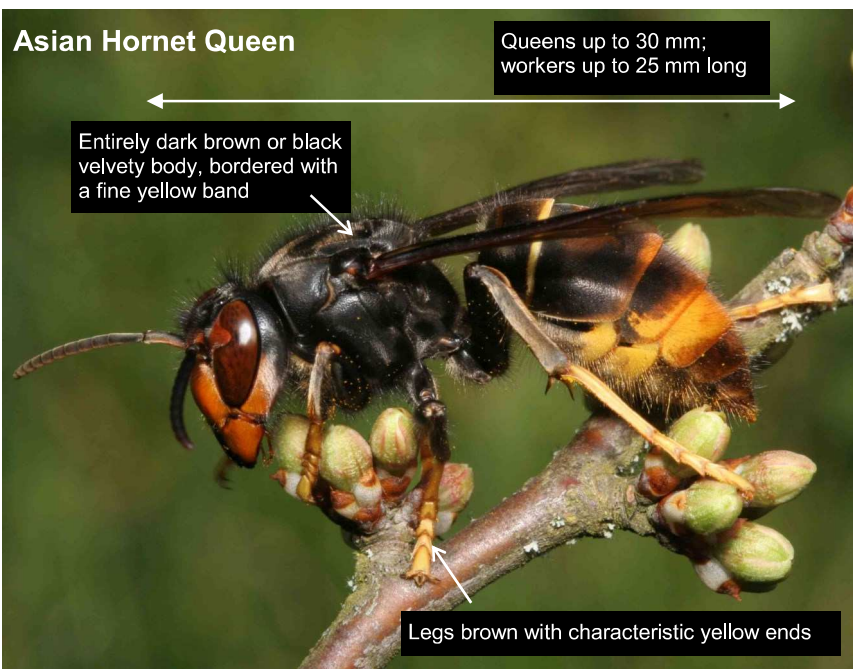 Asian Hornet Queen
Queens up to 30 mm;
workers up to 25 mm long
Entirely dark brown or black
velvety body, bordered with
a fine yellow band
Legs brown with characteristic yellow ends